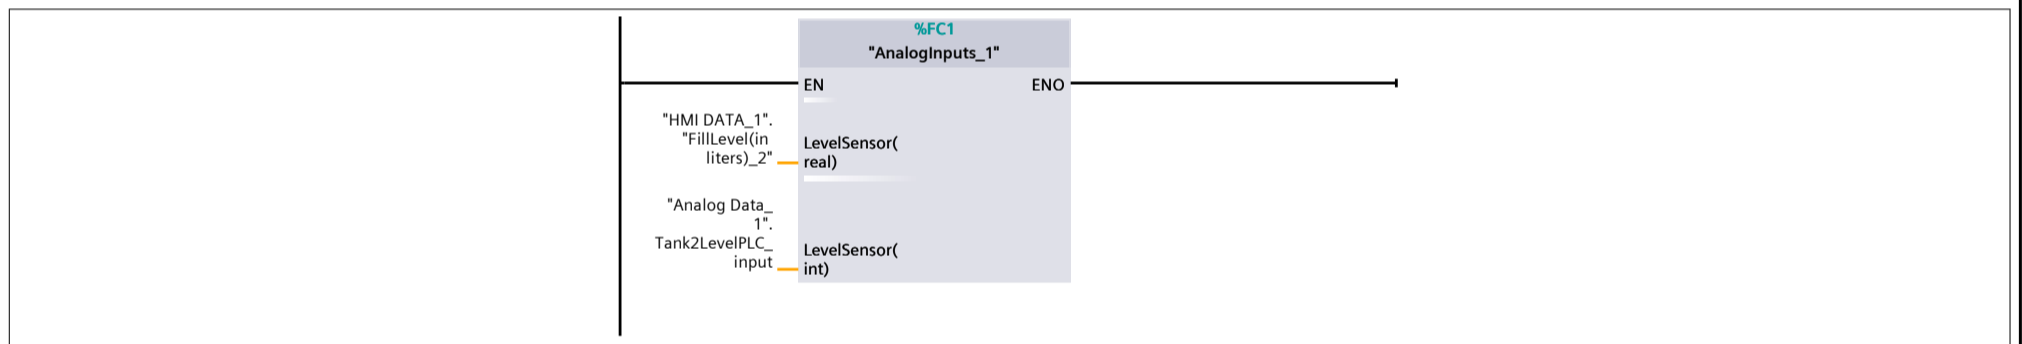 %FC1
"AnalogInputs_1"
EN
ENO
"HMI DATA_1".
"FillLevel(in
liters)_2"
LevelSensor(
real)
"Analog Data_
1".
Tank2LevelPLC_
input
LevelSensor(
int)